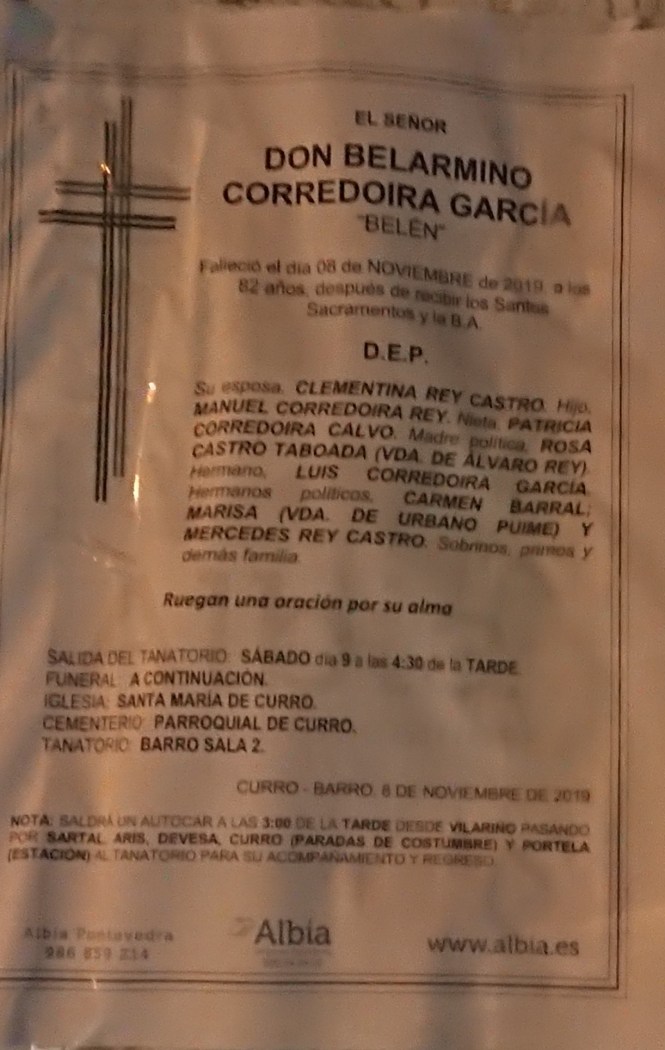 EL SEÑOR
DON BELARMINO
CORREDOIRA GARCÍA
"BELÉN"
Falleció el día 08 de NOVIEMBRE de 2019, a los
82 años, después de recibir los Santos
Sacramentos y la B.A.
D.E.P.
Su esposa, CLEMENTINA REY CASTRO. Hijo,
MANUEL CORREDOIRA REY. Nieta, PATRICIA
CORREDOIRA CALVO. Madre política, ROSA
CASTRO TABOADA (VDA. DE ÁLVARO REY).
Hermano, LUIS CORREDOIRA GARCÍA.
Hermanos políticos, CARMEN BARRAL;
MARISA (VDA. DE URBANO PUIME) Y
MERCEDES REY CASTRO. Sobrinos, primos y
demás familia.
Ruegan una oración por su alma
SALIDA DEL TANATORIO: SÁBADO día 9 a las 4:30 de la TARDE
FUNERAL: A CONTINUACIÓN.
IGLESIA: SANTA MARÍA DE CURRO.
CEMENTERIO: PARROQUIAL DE CURRO.
TANATORIO: BARRO SALA 2.
CURRO - BARRO, 8 DE NOVIEMBRE DE 2019
NOTA: SALDRÁ UN AUTOCAR A LAS 3:00 DE LA TARDE DESDE VILARIÑO PASANDO
POR SARTAL, ARIS, DEVESA, CURRO (PARADAS DE COSTUMBRE) Y PORTELA
(ESTACIÓN) AL TANATORIO PARA SU ACOMPAÑAMIENTO Y REGRESO.
Albia Pontevedra
986 859 214
Albia
www.albia.es